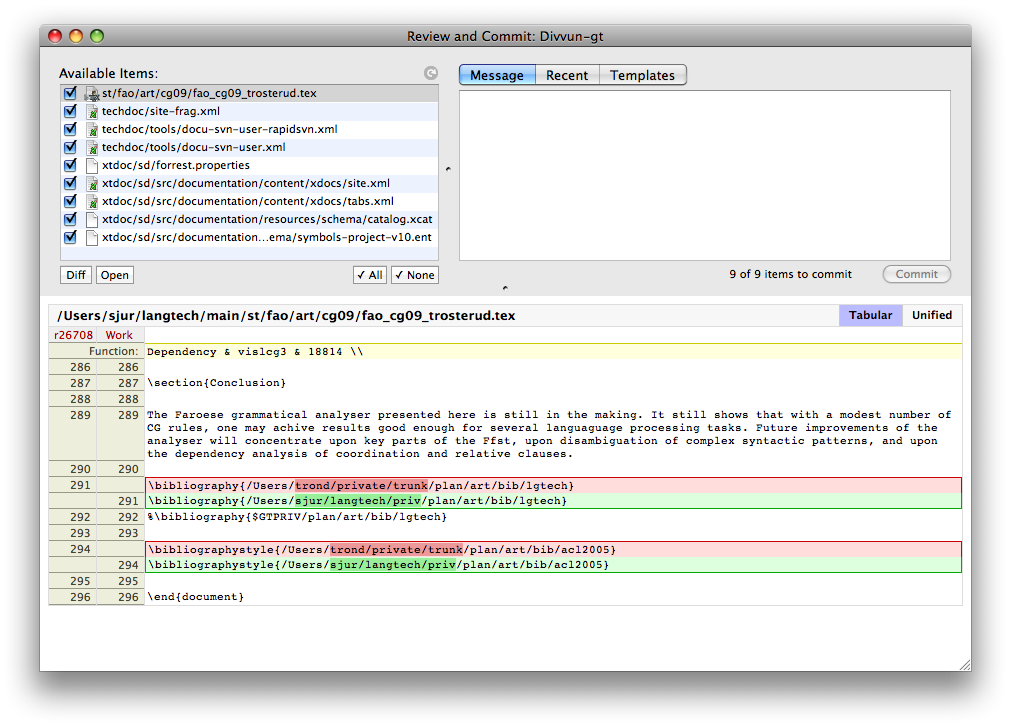 Review and Commit: Divvun-gt
Available Items:
st/fao/art/cg09/fao_cg09_trosterud.tex
techdoc/site-frag.xml
techdoc/tools/docu-svn-user-rapidsvn.xml
techdoc/tools/docu-svn-user.xml
xtdoc/sd/forrest.properties
xtdoc/sd/src/documentation/content/xdocs/site.xml
xtdoc/sd/src/documentation/content/xdocs/tabs.xml
xtdoc/sd/src/documentation/resources/schema/catalog.xcat
xtdoc/sd/src/documentation...ema/symbols-project-v10.ent
Diff Open ✓ All ✓ None
Message Recent Templates
9 of 9 items to commit Commit
/Users/sjur/langtech/main/st/fao/art/cg09/fao_cg09_trosterud.tex Tabular Unified
r26708 Work
Function: Dependency & vislcg3 & 18814 \\
286 286
287 287 \section{Conclusion}
288 288
289 289 The Faroese grammatical analyser presented here is still in the making. It still shows that with a modest number of
CG rules, one may achive results good enough for several languaguage processing tasks. Future improvements of the
analyser will concentrate upon key parts of the Ffst, upon disambiguation of complex syntactic patterns, and upon
the dependency analysis of coordination and relative clauses.
290 290
291 \bibliography{/Users/trond/private/trunk/plan/art/bib/lgtech}
291 \bibliography{/Users/sjur/langtech/priv/plan/art/bib/lgtech}
292 292 %\bibliography{$GTPRIV/plan/art/bib/lgtech}
293 293
294 \bibliographystyle{/Users/trond/private/trunk/plan/art/bib/acl2005}
294 \bibliographystyle{/Users/sjur/langtech/priv/plan/art/bib/acl2005}
295 295
296 296 \end{document}